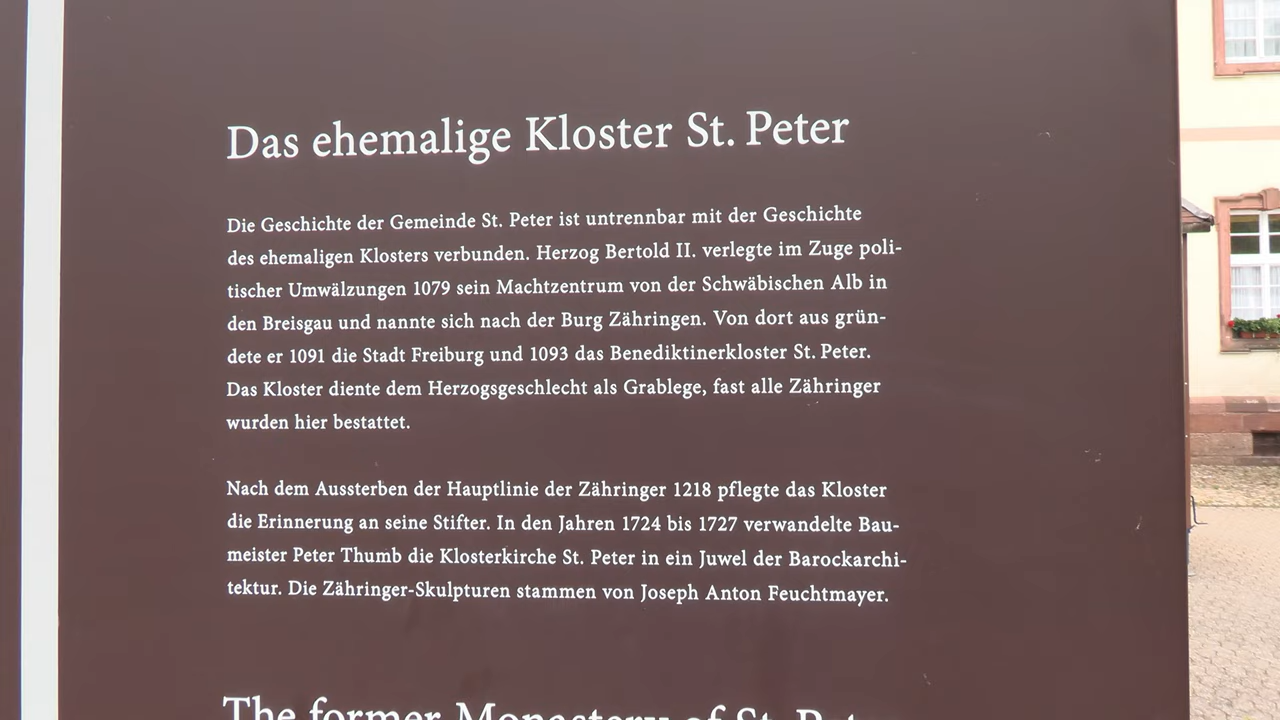 Das ehemalige Kloster St. Peter
Die Geschichte der Gemeinde St. Peter ist untrennbar mit der Geschichte
des ehemaligen Klosters verbunden. Herzog Bertold II. verlegte im Zuge poli-
tischer Umwälzungen 1079 sein Machtzentrum von der Schwäbischen Alb in
den Breisgau und nannte sich nach der Burg Zähringen. Von dort aus grün-
dete er 1091 die Stadt Freiburg und 1093 das Benediktinerkloster St. Peter.
Das Kloster diente dem Herzogsgeschlecht als Grablege, fast alle Zähringer
wurden hier bestattet.
Nach dem Aussterben der Hauptlinie der Zähringer 1218 pflegte das Kloster
die Erinnerung an seine Stifter. In den Jahren 1724 bis 1727 verwandelte Bau-
meister Peter Thumb die Klosterkirche St. Peter in ein Juwel der Barockarchi-
tektur. Die Zähringer-Skulpturen stammen von Joseph Anton Feuchtmayer.
The former Monastery of St.